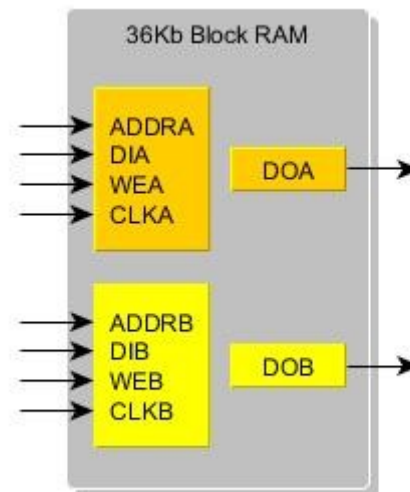 36Kb Block RAM
ADDRA
DIA
WEA
CLKA
DOA
ADDRB
DIB
WEB
CLKB
DOB